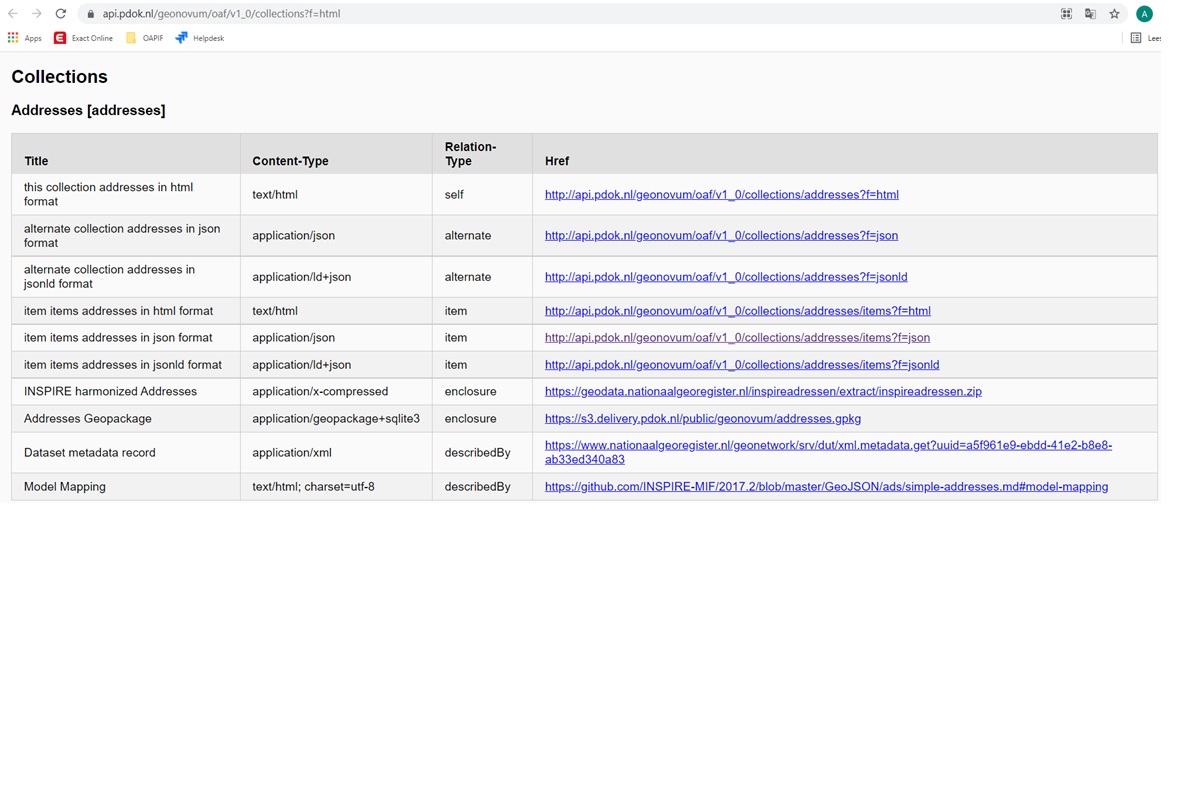 api.pdok.nl/geonovum/oaf/v1_0/collections?f=html
A
Apps Exact Online OAPIF Helpdesk
Collections
Addresses [addresses]
Title Content-Type Relation-Type Href
this collection addresses in html format text/html self http://api.pdok.nl/geonovum/oaf/v1_0/collections/addresses?f=html
alternate collection addresses in json format application/json alternate http://api.pdok.nl/geonovum/oaf/v1_0/collections/addresses?f=json
alternate collection addresses in jsonld format application/ld+json alternate http://api.pdok.nl/geonovum/oaf/v1_0/collections/addresses?f=jsonld
item items addresses in html format text/html item http://api.pdok.nl/geonovum/oaf/v1_0/collections/addresses/items?f=html
item items addresses in json format application/json item http://api.pdok.nl/geonovum/oaf/v1_0/collections/addresses/items?f=json
item items addresses in jsonld format application/ld+json item http://api.pdok.nl/geonovum/oaf/v1_0/collections/addresses/items?f=jsonld
INSPIRE harmonized Addresses application/x-compressed enclosure https://geodata.nationaalgeoregister.nl/inspireadressen/extract/inspireadressen.zip
Addresses Geopackage application/geopackage+sqlite3 enclosure https://s3.delivery.pdok.nl/public/geonovum/addresses.gpkg
Dataset metadata record application/xml describedBy https://www.nationaalgeoregister.nl/geonetwork/srv/dut/xml.metadata.get?uuid=a5f961e9-ebdd-41e2-b8e8-ab33ed340a83
Model Mapping text/html; charset=utf-8 describedBy https://github.com/INSPIRE-MIF/2017.2/blob/master/GeoJSON/ads/simple-addresses.md#model-mapping